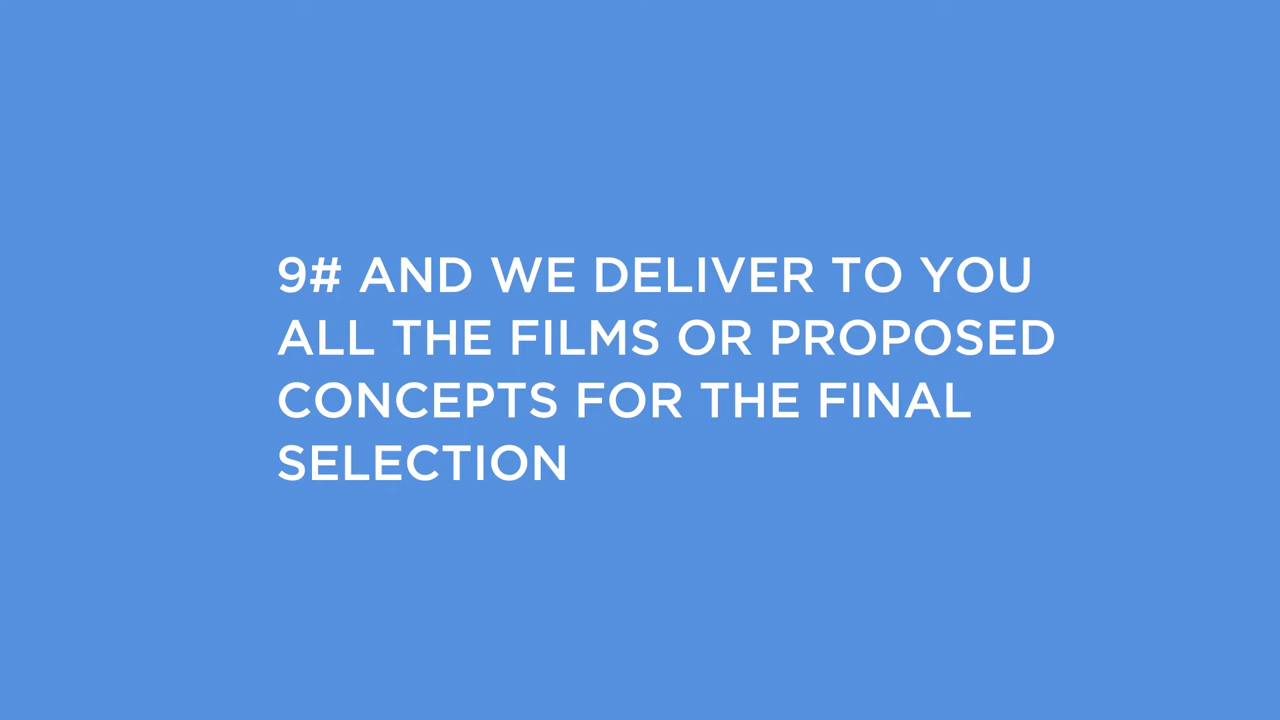 9# AND WE DELIVER TO YOU
ALL THE FILMS OR PROPOSED
CONCEPTS FOR THE FINAL
SELECTION